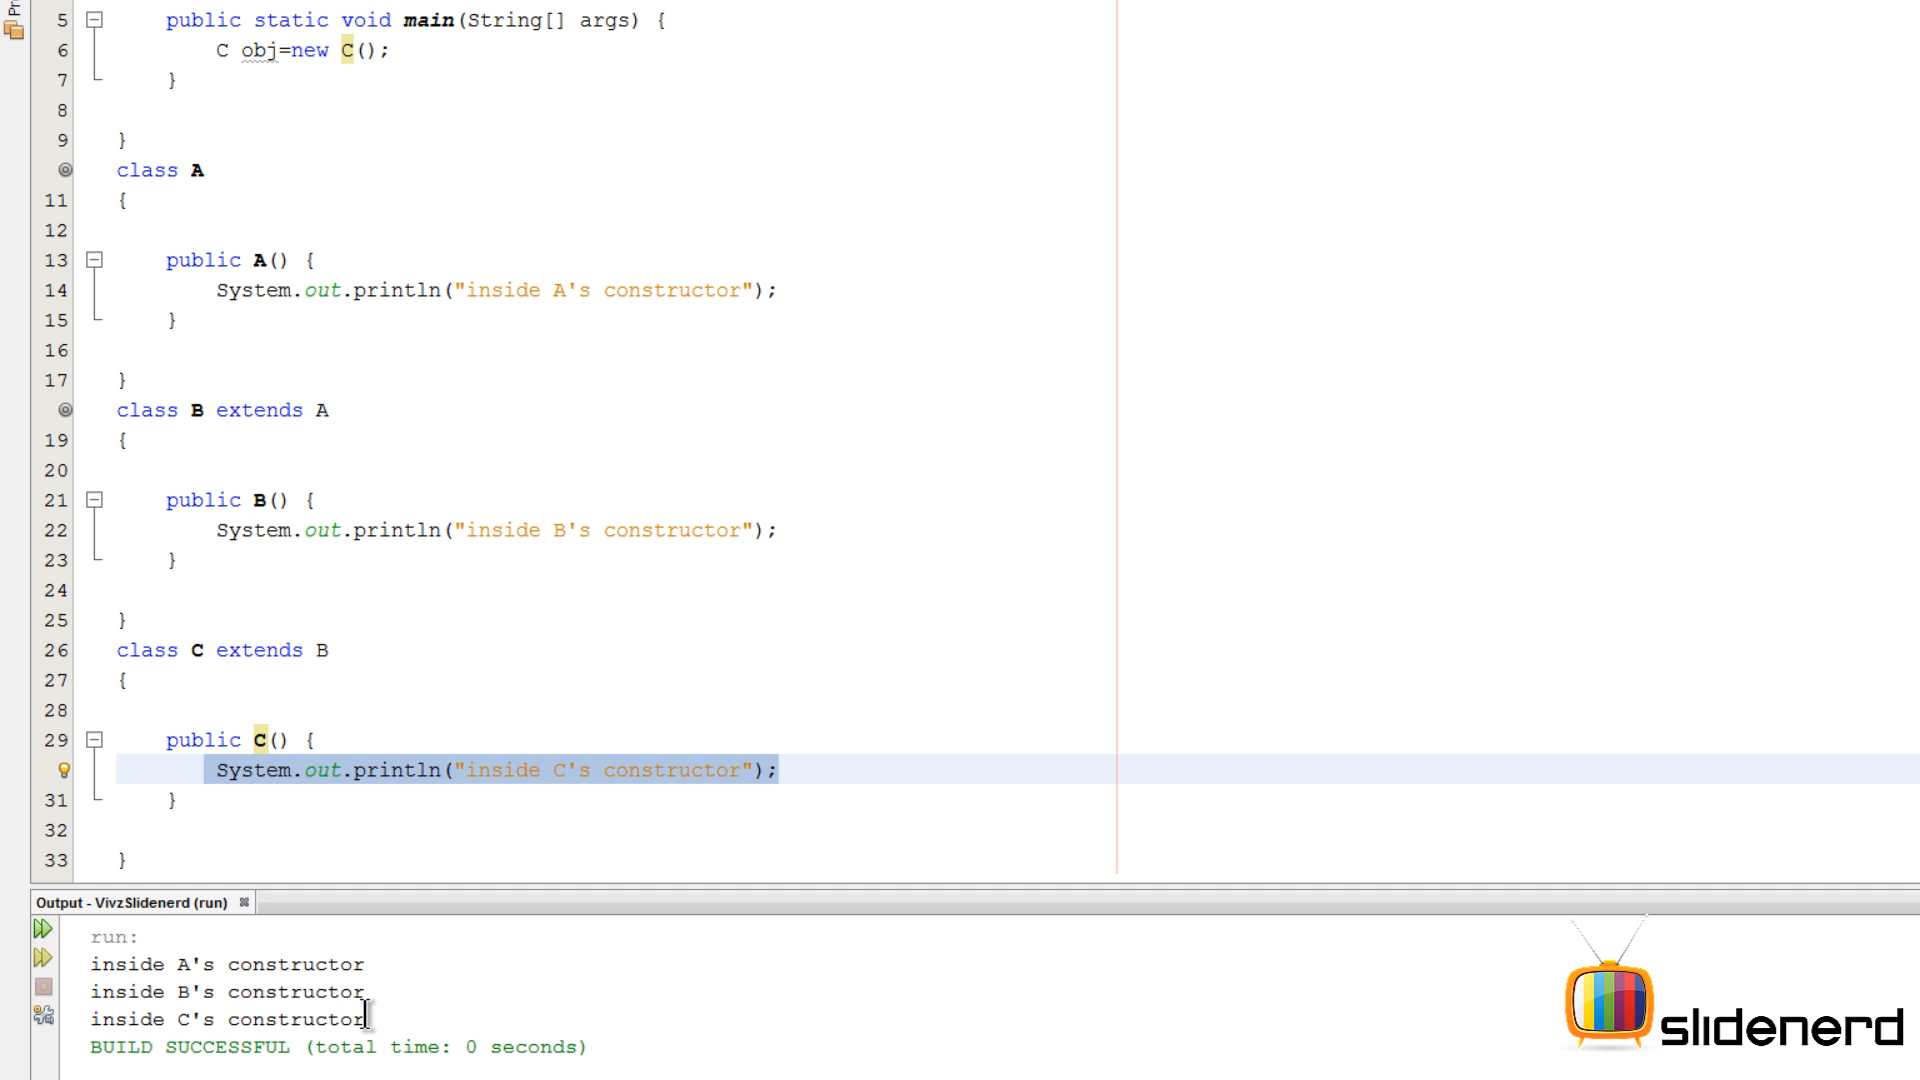 Pr
5 public static void main(String[] args) {
6 C obj=new C();
7 }
8
9 }
class A
11 {
12
13 public A() {
14 System.out.println("inside A's constructor");
15 }
16
17 }
class B extends A
19 {
20
21 public B() {
22 System.out.println("inside B's constructor");
23 }
24
25 }
26 class C extends B
27 {
28
29 public C() {
System.out.println("inside C's constructor");
31 }
32
33 }
Output - VivzSlidenerd (run)
run:
inside A's constructor
inside B's constructor
inside C's constructor
BUILD SUCCESSFUL (total time: 0 seconds)
slidenerd